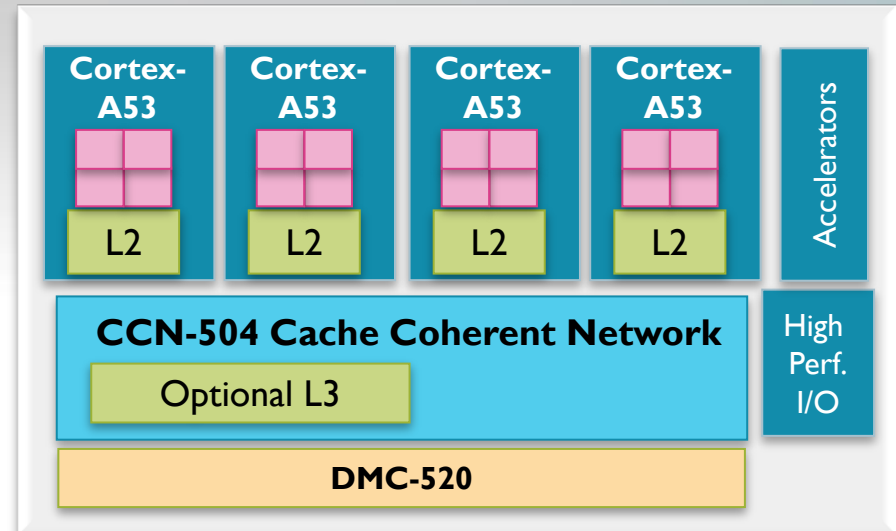 Cortex-
A53
L2
Cortex-
A53
L2
Cortex-
A53
L2
Cortex-
A53
L2
Accelerators
CCN-504 Cache Coherent Network
Optional L3
High
Perf.
I/O
DMC-520